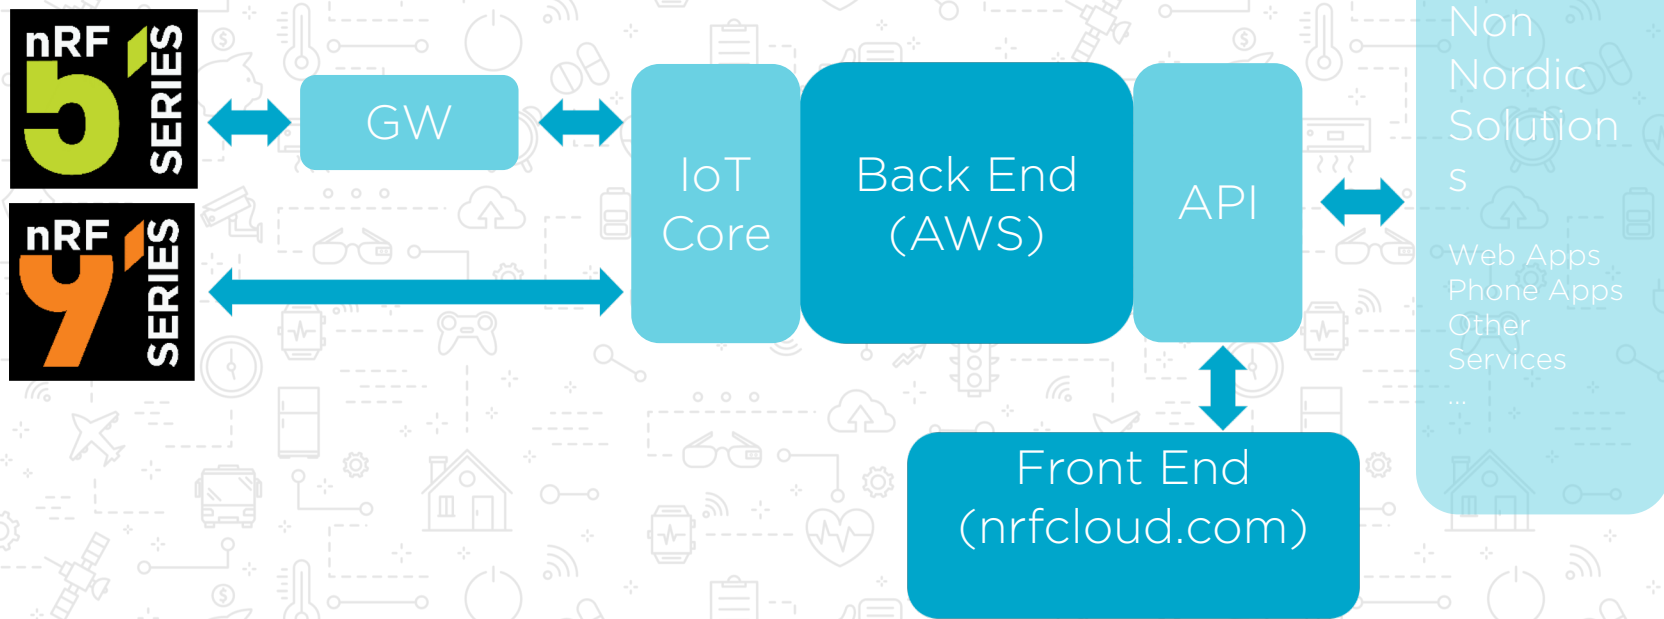 nRF
5
SERIES
nRF
9
SERIES
GW
IoT
Core
Back End
(AWS)
API
Front End
(nrfcloud.com)
Non
Nordic
Solution
s
Web Apps
Phone Apps
Other
Services
...